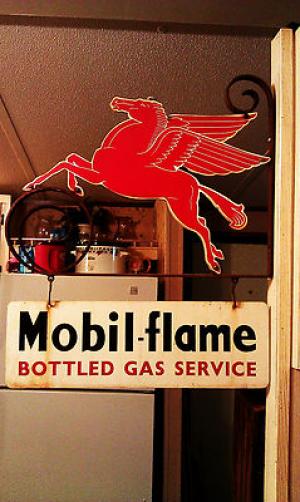 Mobil-flame
BOTTLED GAS SERVICE